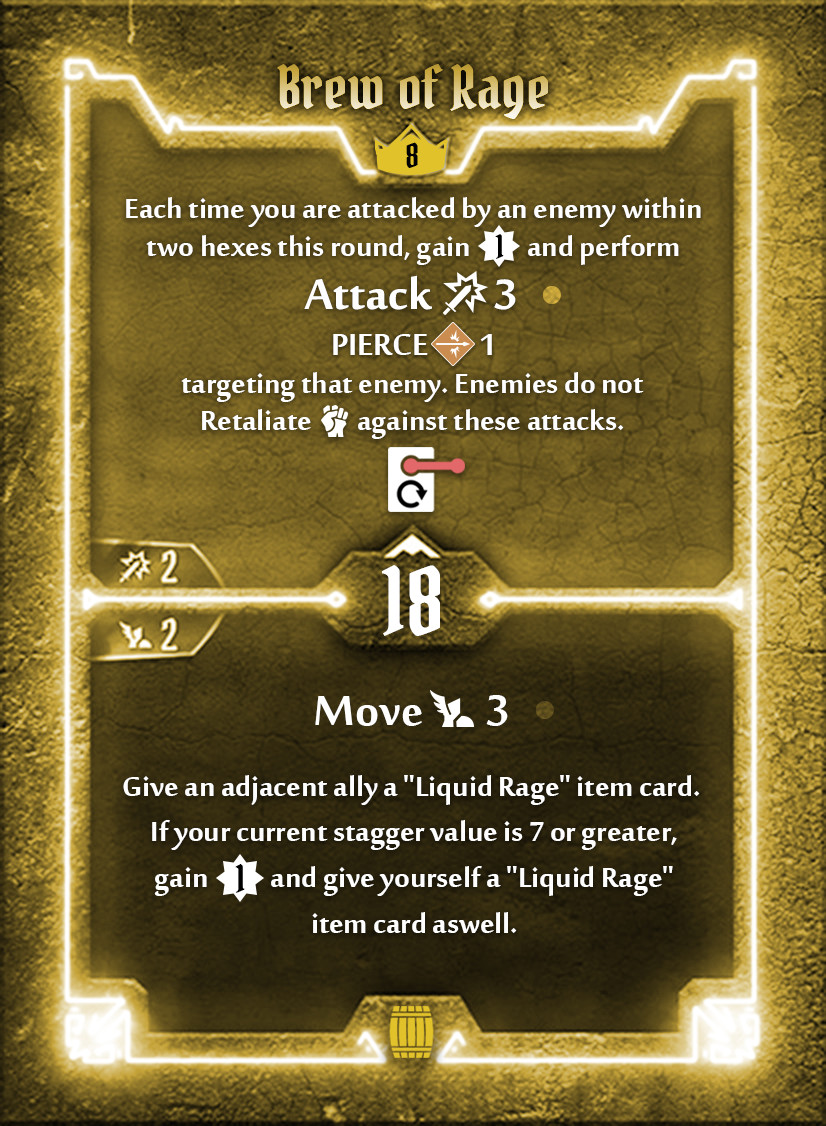 Brew of Rage
8
Each time you are attacked by an enemy within
two hexes this round, gain 1 and perform
Attack 3
PIERCE 1
targeting that enemy. Enemies do not
Retaliate against these attacks.
2
18
2
Move 3
Give an adjacent ally a "Liquid Rage" item card.
If your current stagger value is 7 or greater,
gain 1 and give yourself a "Liquid Rage"
item card aswell.